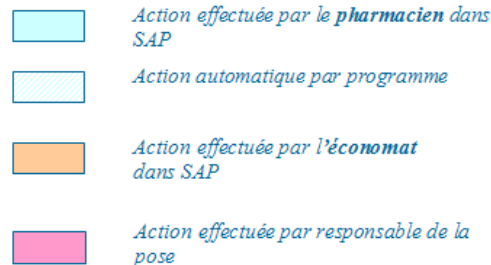 Action effectuée par le pharmacien dans
SAP
Action automatique par programme
Action effectuée par l’économat
dans SAP
Action effectuée par responsable de la
pose